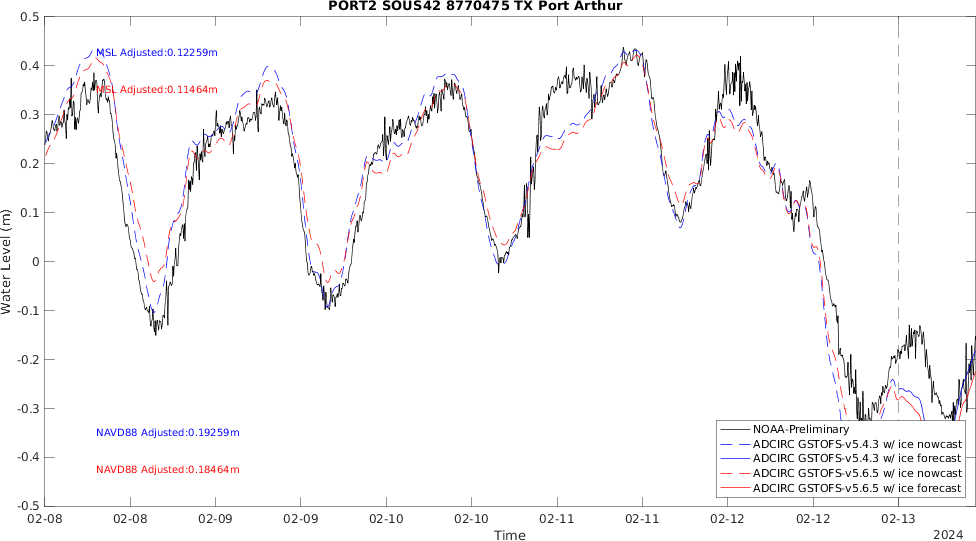 PORT2 SOUS42 8770475 TX Port Arthur
0.5
0.4
0.3
0.2
0.1
0
-0.1
-0.2
-0.3
-0.4
-0.5
Water Level (m)
MSL Adjusted:0.12259m
MSL Adjusted:0.11464m
NAVD88 Adjusted:0.19259m
NAVD88 Adjusted:0.18464m
NOAA-Preliminary
ADCIRC GSTOFS-v5.4.3 w/ ice nowcast
ADCIRC GSTOFS-v5.4.3 w/ ice forecast
ADCIRC GSTOFS-v5.6.5 w/ ice nowcast
ADCIRC GSTOFS-v5.6.5 w/ ice forecast
02-08 02-08 02-09 02-09 02-10 02-10 02-11 02-11 02-12 02-12 02-13
Time
2024